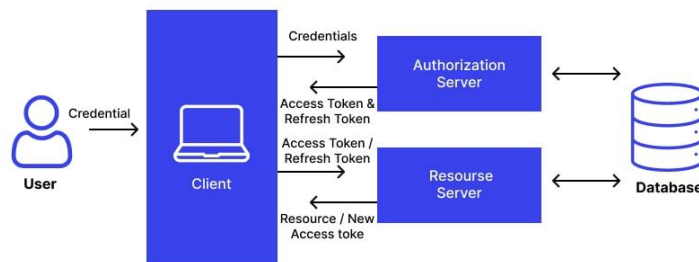 Credential
User
Client
Credentials
Access Token &
Refresh Token
Access Token /
Refresh Token
Resource / New
Access toke
Authorization
Server
Resourse
Server
Database